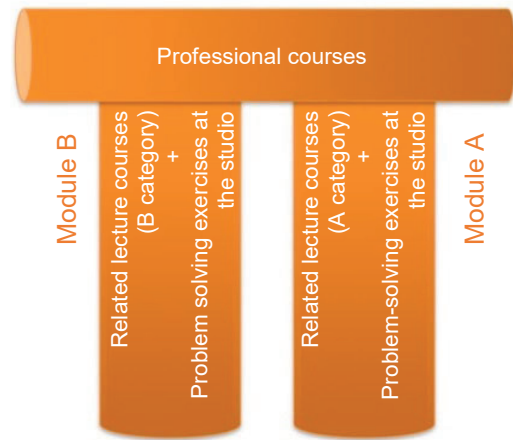 Professional courses
Module B
Related lecture courses
(B category)
+
Problem solving exercises at
the studio
Related lecture courses
(A category)
+
Problem-solving exercises at
the studio
Module A